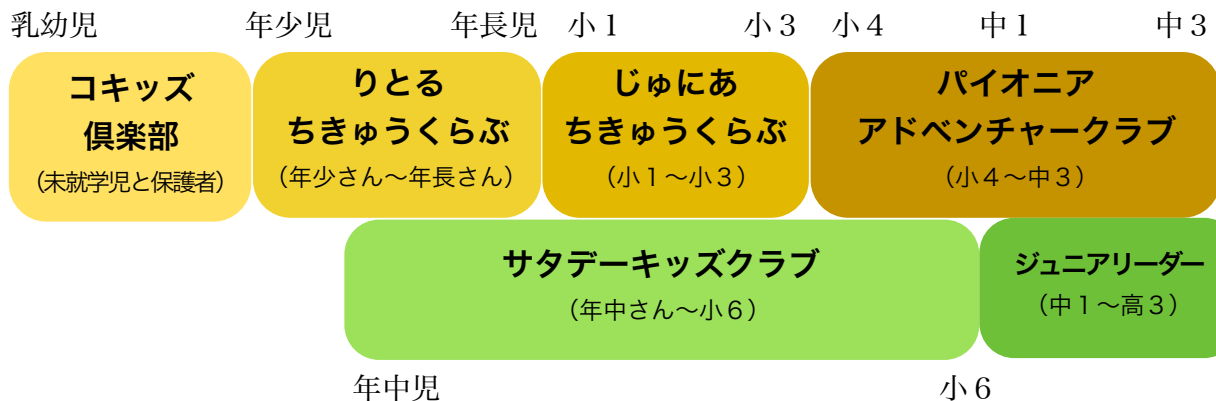 乳幼児 年少児 年長児 小１ 小３ 小４ 中１ 中３
コキッズ
倶楽部
（未就学児と保護者）
りとる
ちきゅうくらぶ
（年少さん〜年長さん）
じゅにあ
ちきゅうくらぶ
（小１〜小３）
パイオニア
アドベンチャークラブ
（小４〜中３）
サタデーキッズクラブ
（年中さん〜小６）
ジュニアリーダー
（中１〜高３）
年中児 小６